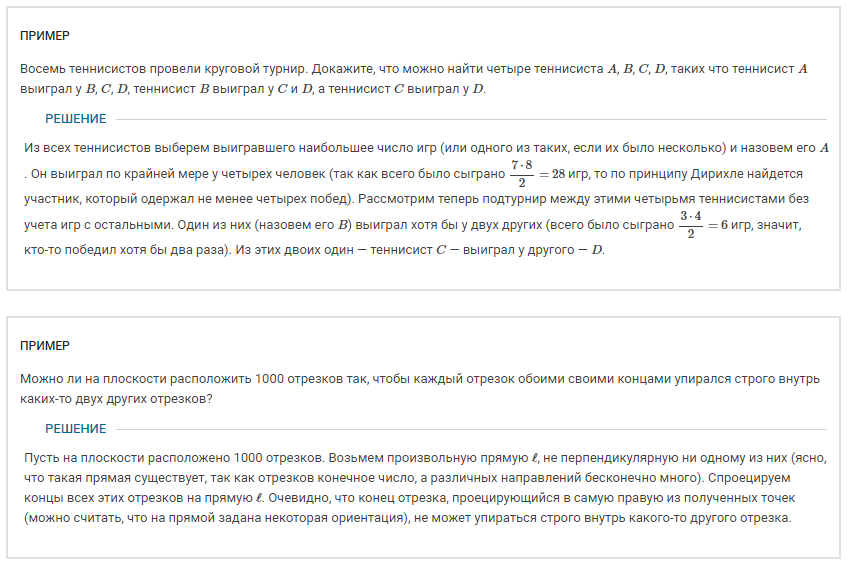 ПРИМЕР
Восемь теннисистов провели круговой турнир. Докажите, что можно найти четыре теннисиста A, B, C, D, таких что теннисист A
выиграл у B, C, D, теннисист B выиграл у C и D, а теннисист C выиграл у D.
РЕШЕНИЕ
Из всех теннисистов выберем выигравшего наибольшее число игр (или одного из таких, если их было несколько) и назовем его A
. Он выиграл по крайней мере у четырех человек (так как всего было сыграно \frac{7 \cdot 8}{2} = 28 игр, то по принципу Дирихле найдется
участник, который одержал не менее четырех побед). Рассмотрим теперь подтурнир между этими четырьмя теннисистами без
учета игр с остальными. Один из них (назовем его B) выиграл хотя бы у двух других (всего было сыграно \frac{3 \cdot 4}{2} = 6 игр, значит,
кто-то победил хотя бы два раза). Из этих двоих один − теннисист C − выиграл у другого − D.
ПРИМЕР
Можно ли на плоскости расположить 1000 отрезков так, чтобы каждый отрезок обоими своими концами упирался строго внутрь
каких-то двух других отрезков?
РЕШЕНИЕ
Пусть на плоскости расположено 1000 отрезков. Возьмем произвольную прямую ℓ, не перпендикулярную ни одному из них (ясно,
что такая прямая существует, так как отрезков конечное число, а различных направлений бесконечно много). Спроецируем
концы всех этих отрезков на прямую ℓ. Очевидно, что конец отрезка, проецирующийся в самую правую из полученных точек
(можно считать, что на прямой задана некоторая ориентация), не может упираться строго внутрь какого-то другого отрезка.